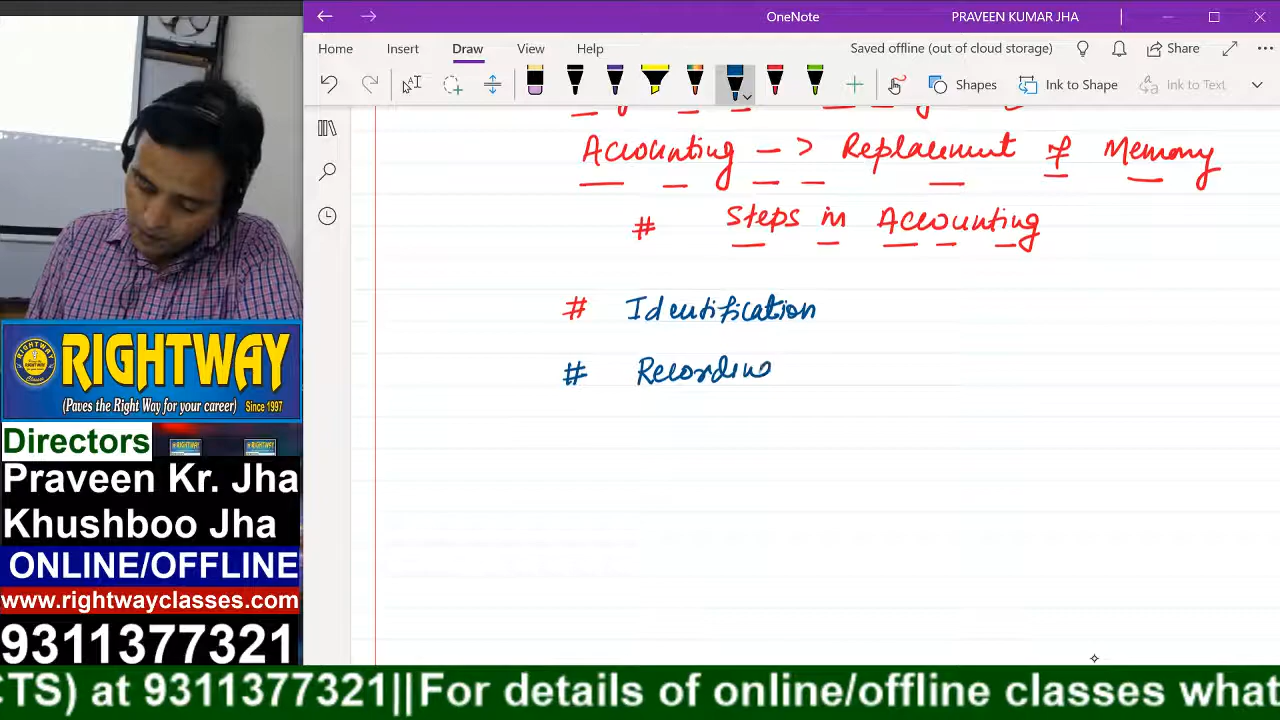 OneNote
PRAVEEN KUMAR JHA
Home Insert Draw View Help
Saved offline (out of cloud storage)
Share
Shapes
Ink to Shape
Ink to Text
Accounting -> Replacement of Memory
# Steps in Accounting
# Identification
# Recordin
RIGHTWAY
(Paves the Right Way for your career) Since 1997
Directors
Praveen Kr. Jha
Khushboo Jha
ONLINE/OFFLINE
www.rightwayclasses.com
9311377321
CTS) at 9311377321||For details of online/offline classes what